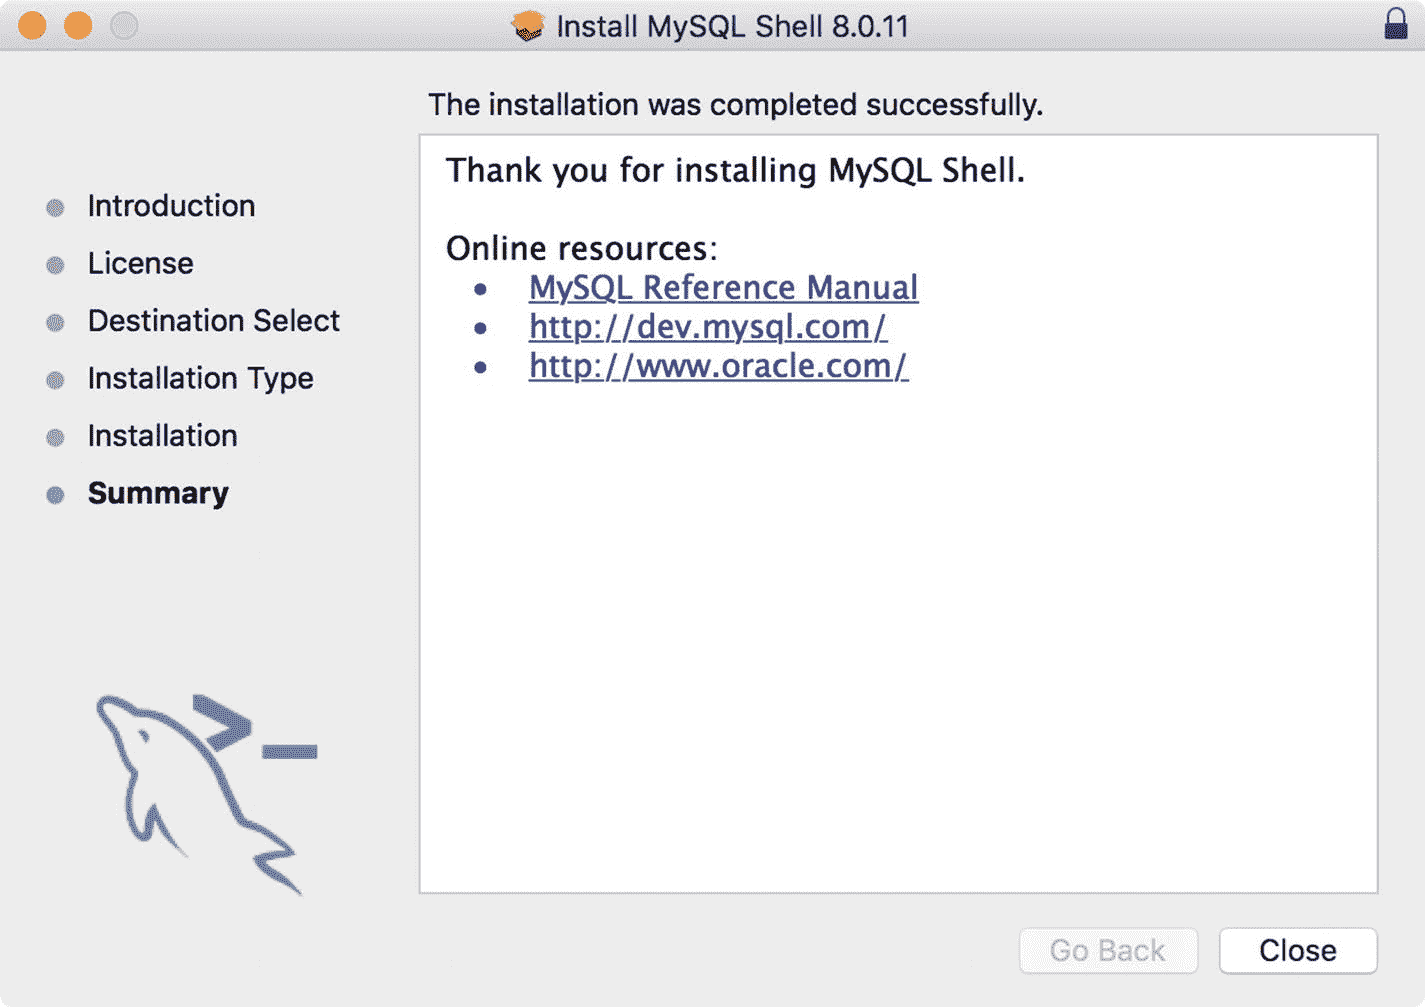 Install MySQL Shell 8.0.11
The installation was completed successfully.
Introduction
License
Destination Select
Installation Type
Installation
Summary
Thank you for installing MySQL Shell.
Online resources:
• MySQL Reference Manual
• http://dev.mysql.com/
• http://www.oracle.com/
Go Back
Close